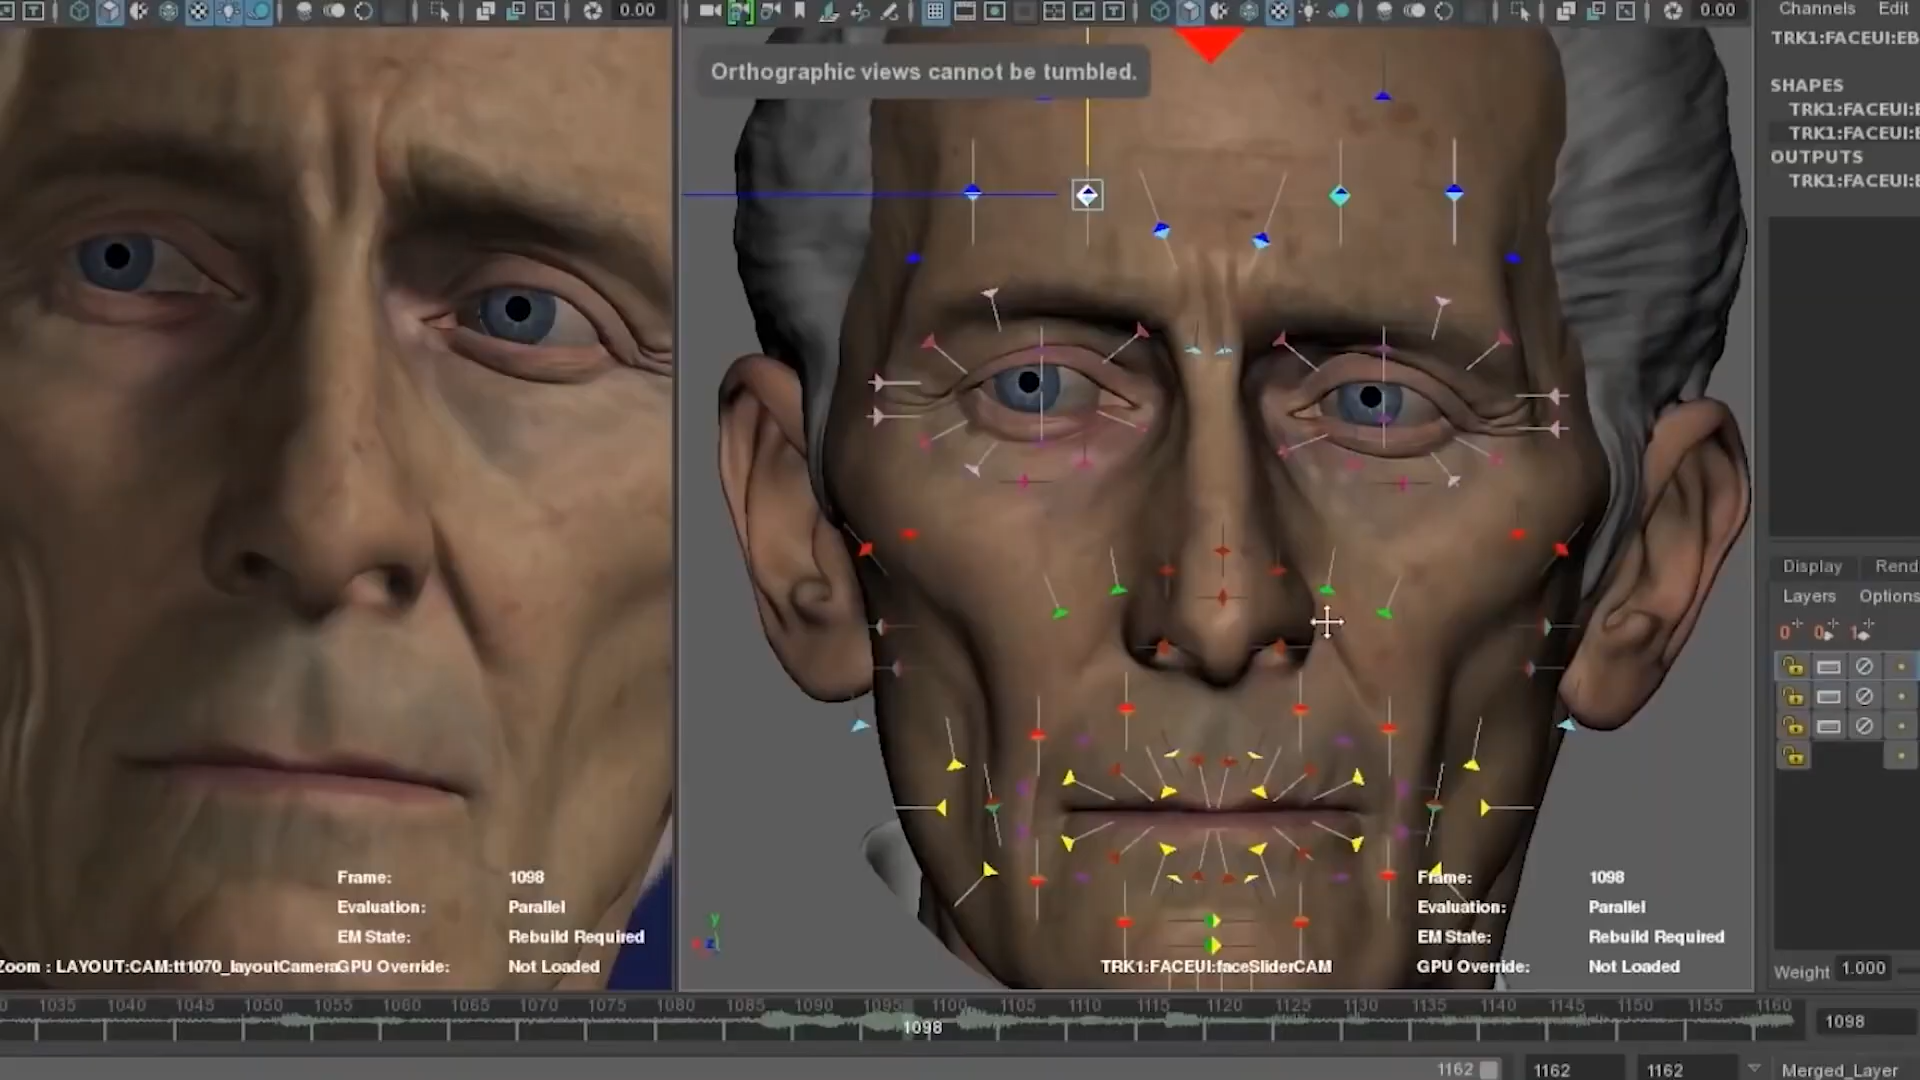 0.00
0.00
Channels Edit
TRK1:FACEUI:EB
Orthographic views cannot be tumbled.
SHAPES
TRK1:FACEUI:E
TRK1:FACEUI:E
OUTPUTS
TRK1:FACEUI:E
Display Rend
Layers Options
0 0 1
Frame: 1098
Evaluation: Parallel
EM State: Rebuild Required
Zoom : LAYOUT:CAM:tt1070_layoutCamera GPU Override: Not Loaded
y
z
TRK1:FACEUI:faceSliderCAM
Frame: 1098
Evaluation: Parallel
EM State: Rebuild Required
GPU Override: Not Loaded
Weight 1.000
1035 1040 1045 1050 1055 1060 1065 1070 1075 1080 1085 1090 1095 1100 1105 1110 1115 1120 1125 1130 1135 1140 1145 1150 1155 1160
1098
1098
1162 1162 1162 Merged_Layer